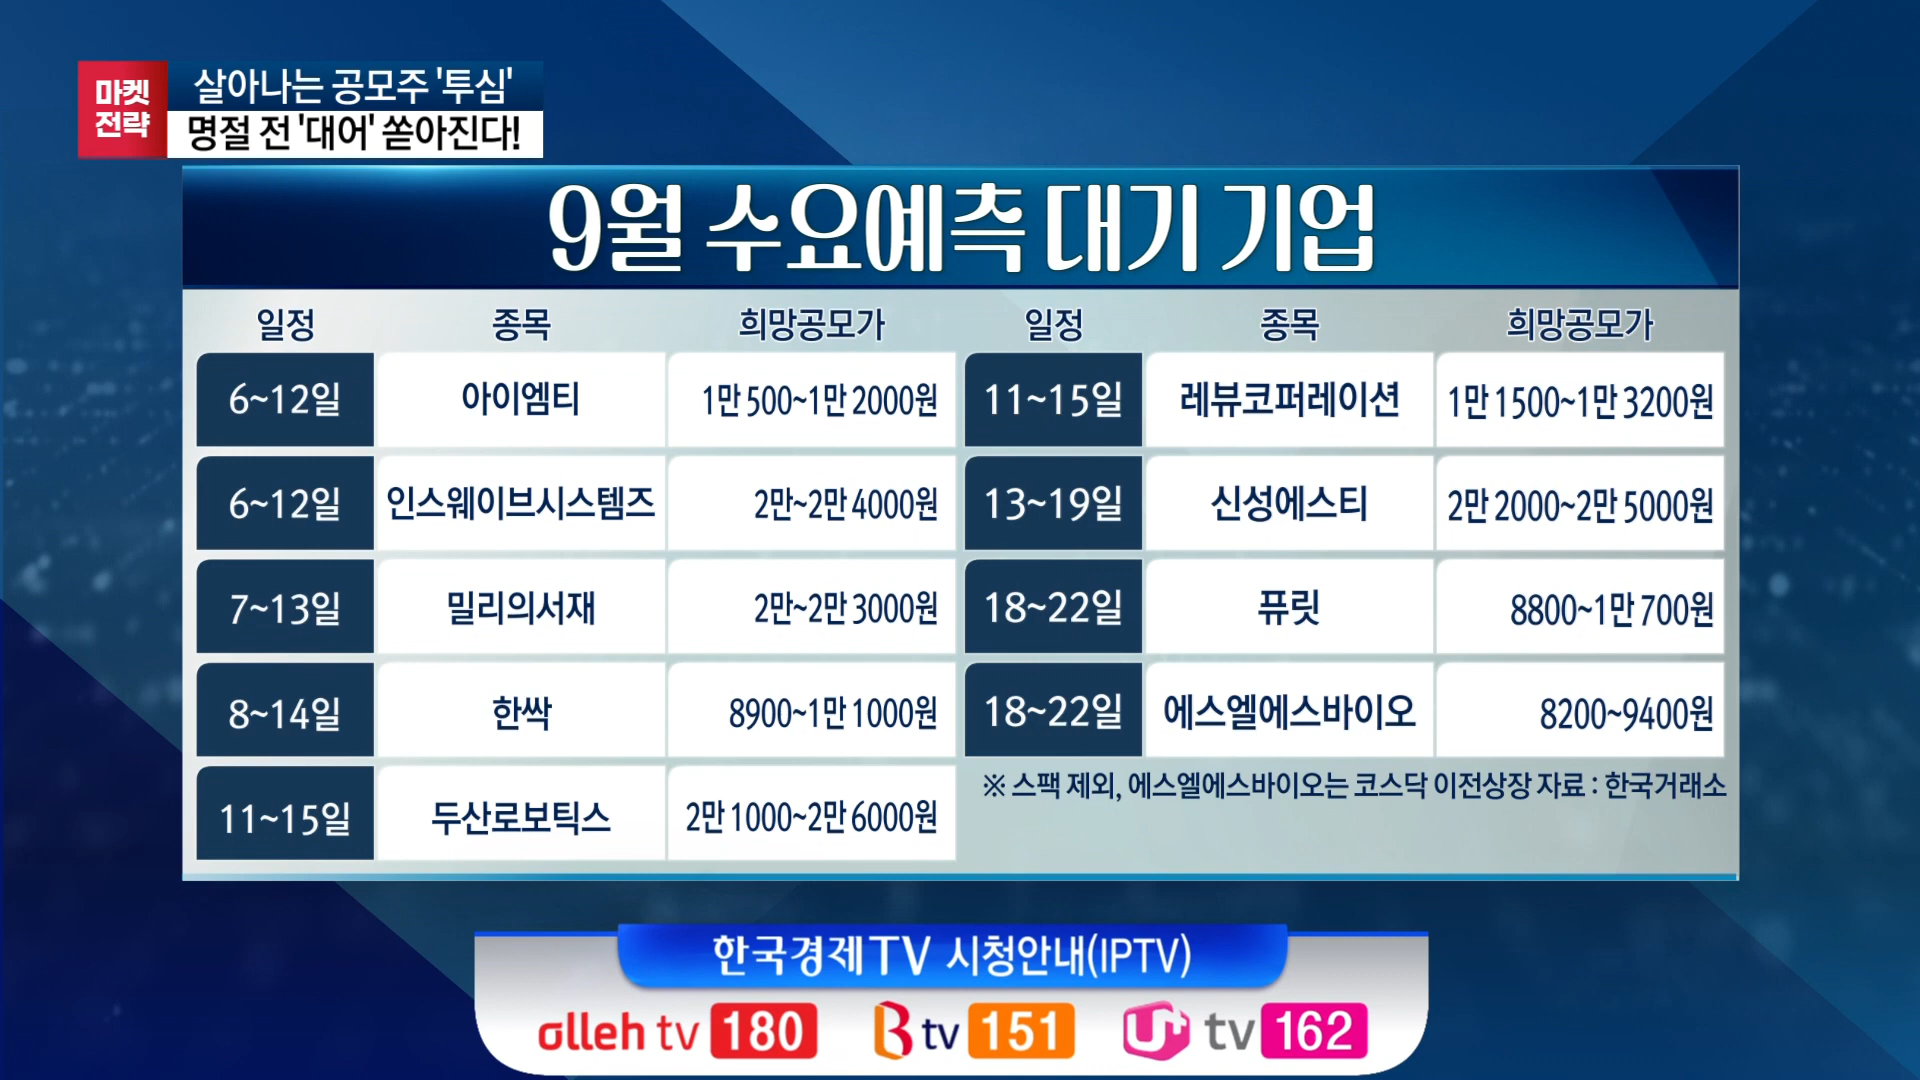 마켓
전략
살아나는 공모주 '투심'
명절 전 '대어' 쏟아진다!
9월 수요예측 대기 기업
일정 종목 희망공모가 일정 종목 희망공모가
6~12일 아이엠티 1만 500~1만 2000원 11~15일 레뷰코퍼레이션 1만 1500~1만 3200원
6~12일 인스웨이브시스템즈 2만~2만 4000원 13~19일 신성에스티 2만 2000~2만 5000원
7~13일 밀리의서재 2만~2만 3000원 18~22일 퓨릿 8800~1만 700원
8~14일 한싹 8900~1만 1000원 18~22일 에스엘에스바이오 8200~9400원
11~15일 두산로보틱스 2만 1000~2만 6000원
※ 스팩 제외, 에스엘에스바이오는 코스닥 이전상장 자료 : 한국거래소
한국경제TV 시청안내(IPTV)
olleh tv 180 B tv 151 U+ tv 162